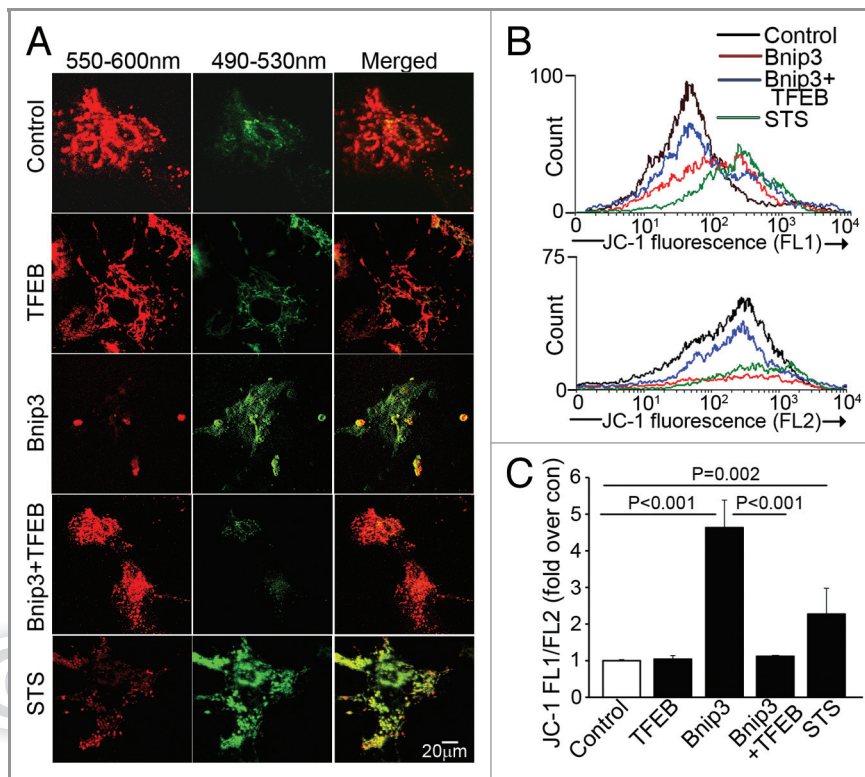 A
550-600nm 490-530nm Merged
Control
TFEB
Bnip3
Bnip3+TFEB
STS
20μm
B
Control
Bnip3
Bnip3+
TFEB
STS
100
Count
0
0 10¹ 10² 10³ 10⁴
JC-1 fluorescence (FL1)
75
Count
0
0 10¹ 10² 10³ 10⁴
JC-1 fluorescence (FL2)
C
P=0.002
P<0.001 P<0.001
JC-1 FL1/FL2 (fold over con)
6
5
4
3
2
1
0
Control
TFEB
Bnip3
Bnip3
+TFEB
STS